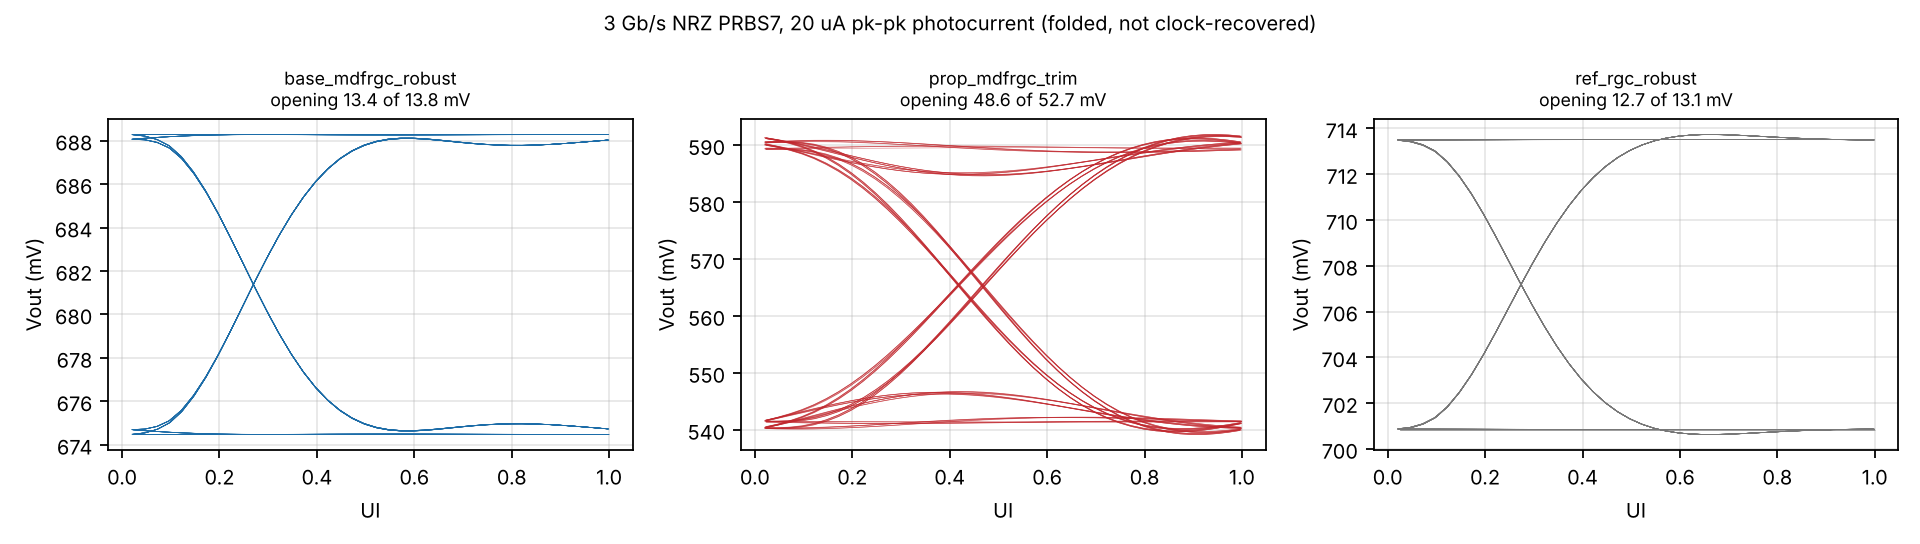 3 Gb/s NRZ PRBS7, 20 uA pk-pk photocurrent (folded, not clock-recovered)
base_mdfrgc_robust
opening 13.4 of 13.8 mV
Vout (mV)
688
686
684
682
680
678
676
674
0.0 0.2 0.4 0.6 0.8 1.0
UI
prop_mdfrgc_trim
opening 48.6 of 52.7 mV
Vout (mV)
590
580
570
560
550
540
0.0 0.2 0.4 0.6 0.8 1.0
UI
ref_rgc_robust
opening 12.7 of 13.1 mV
Vout (mV)
714
712
710
708
706
704
702
700
0.0 0.2 0.4 0.6 0.8 1.0
UI